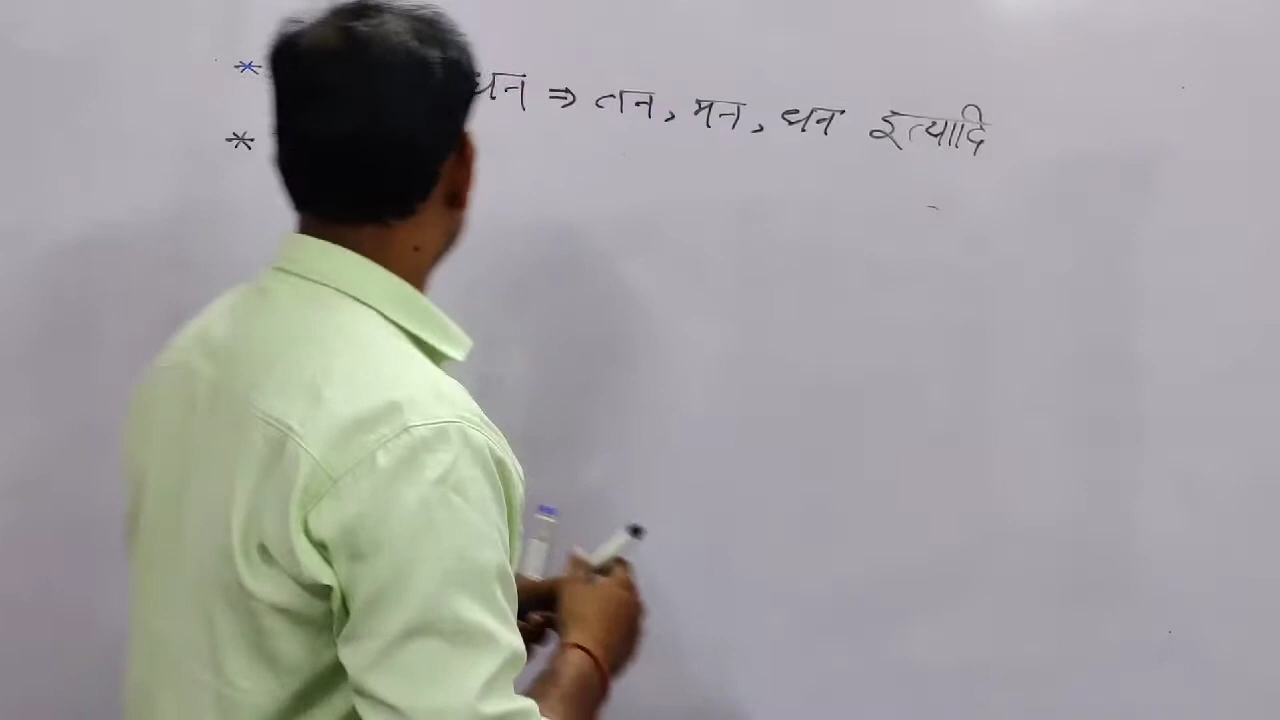 * धन ⇒ तन, मन, धन इत्यादि
*